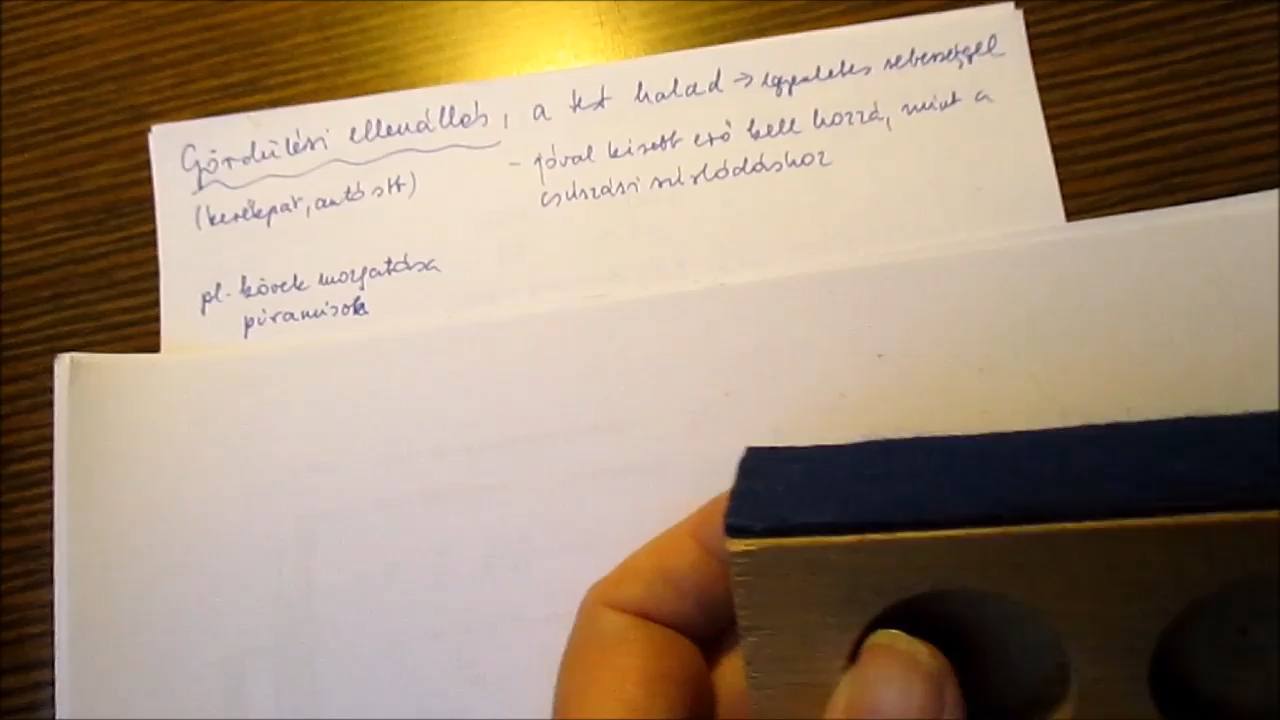 Gördülési ellenállás, a test halad → egyenletes sebességgel
(kerékpár, autó stb) - jóval kisebb erő kell hozzá, mint a
csúszási súrlódáshoz
pl. kövek mozgatása
piramisok